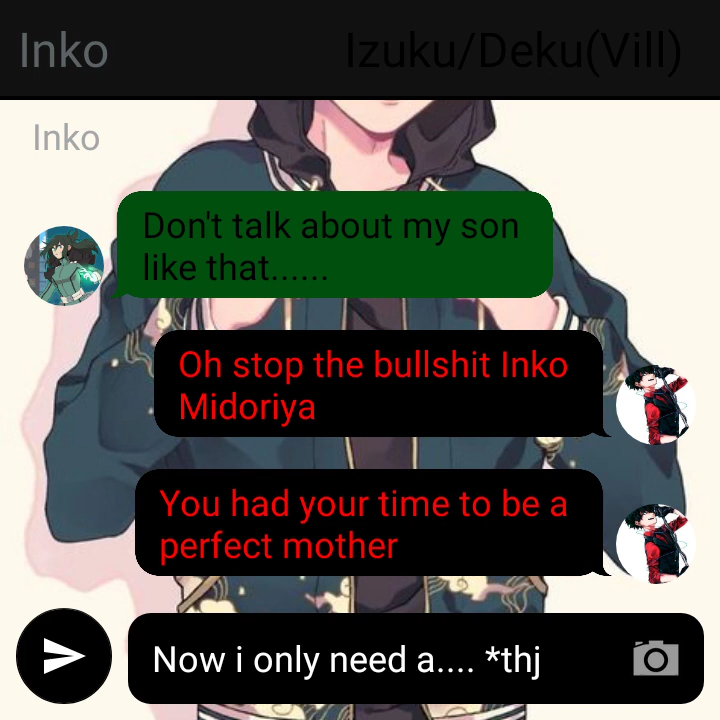 Inko
Izuku/Deku(Vill)
Inko
Don't talk about my son
like that......
Oh stop the bullshit Inko
Midoriya
You had your time to be a
perfect mother
Now i only need a.... *thj